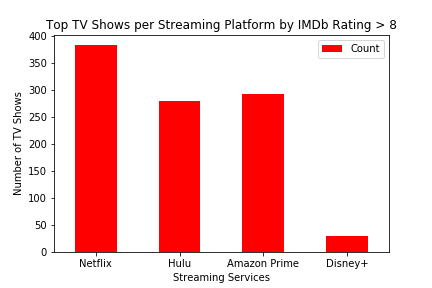 Top TV Shows per Streaming Platform by IMDb Rating > 8
Count
400
350
300
250
200
150
100
50
0
Number of TV Shows
Netflix
Hulu
Amazon Prime
Disney+
Streaming Services